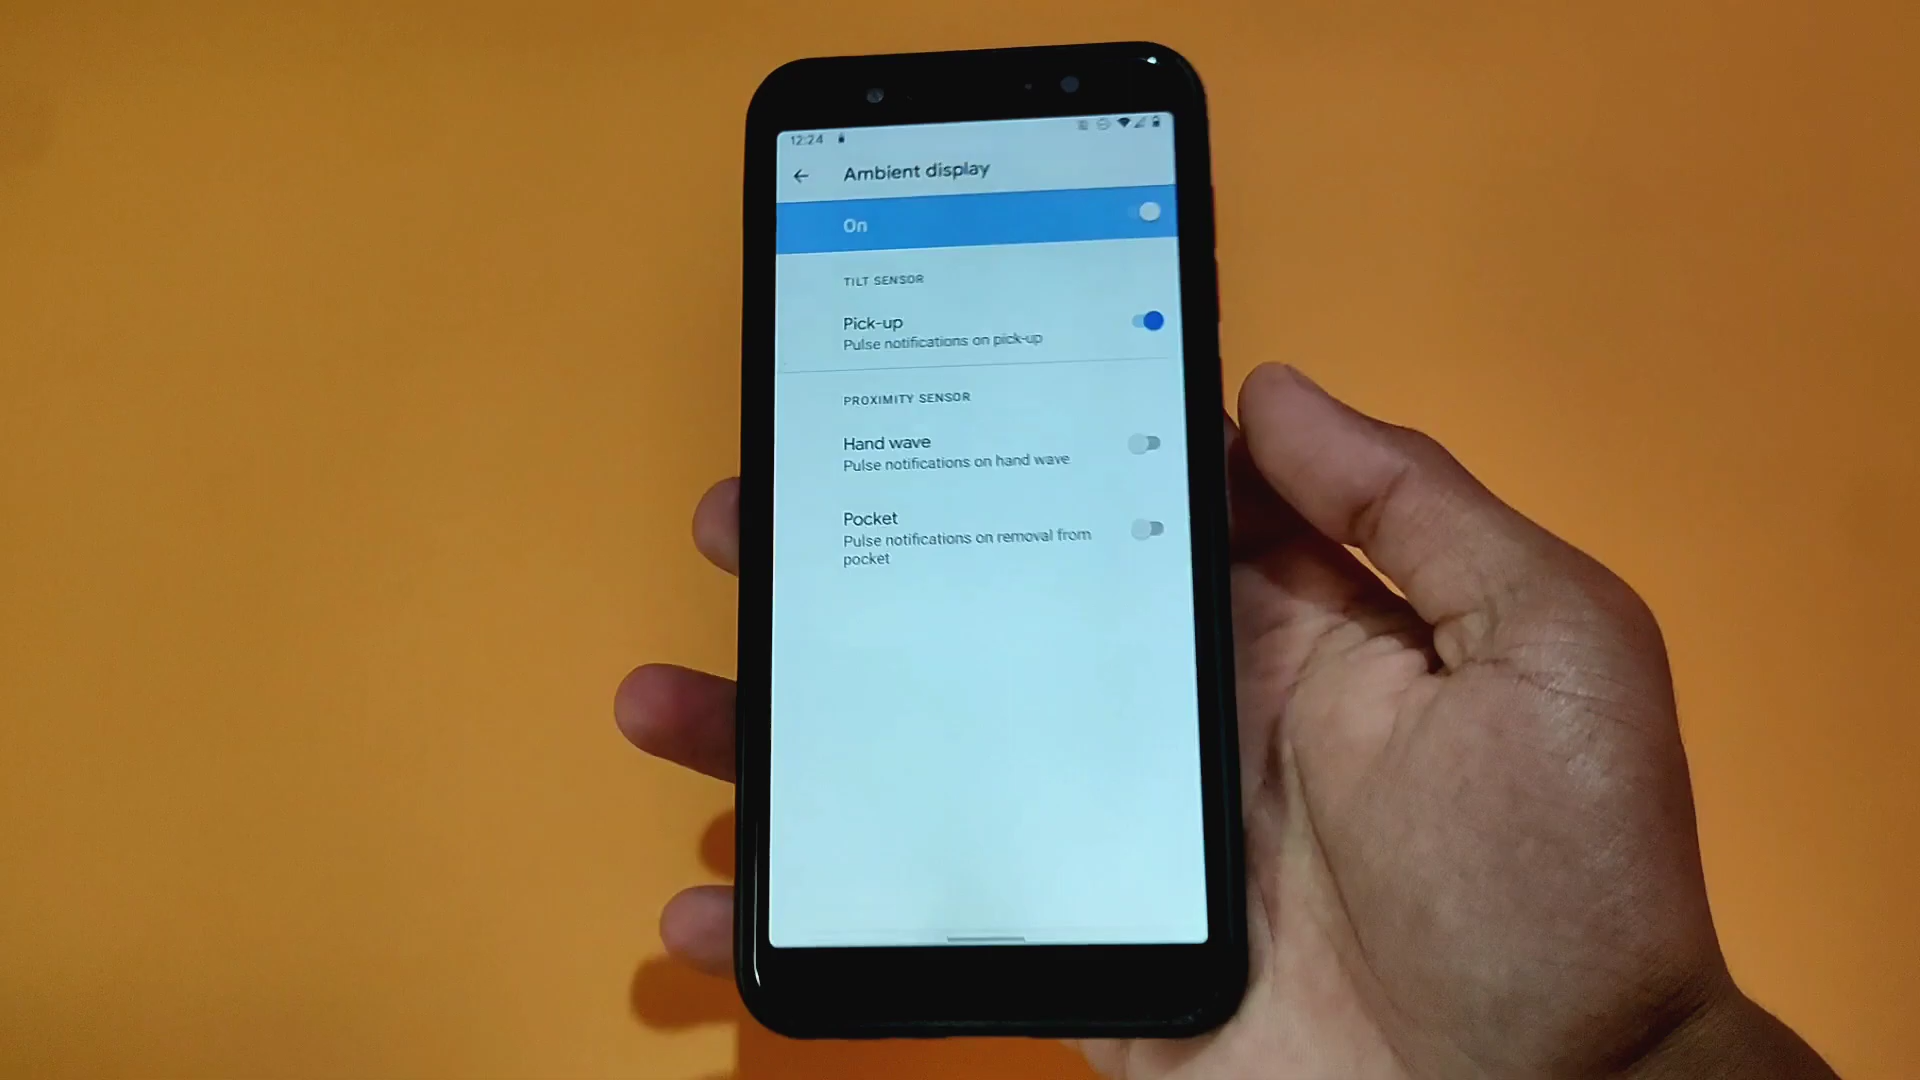 12:24
Ambient display
On
TILT SENSOR
Pick-up
Pulse notifications on pick-up
PROXIMITY SENSOR
Hand wave
Pulse notifications on hand wave
Pocket
Pulse notifications on removal from
pocket